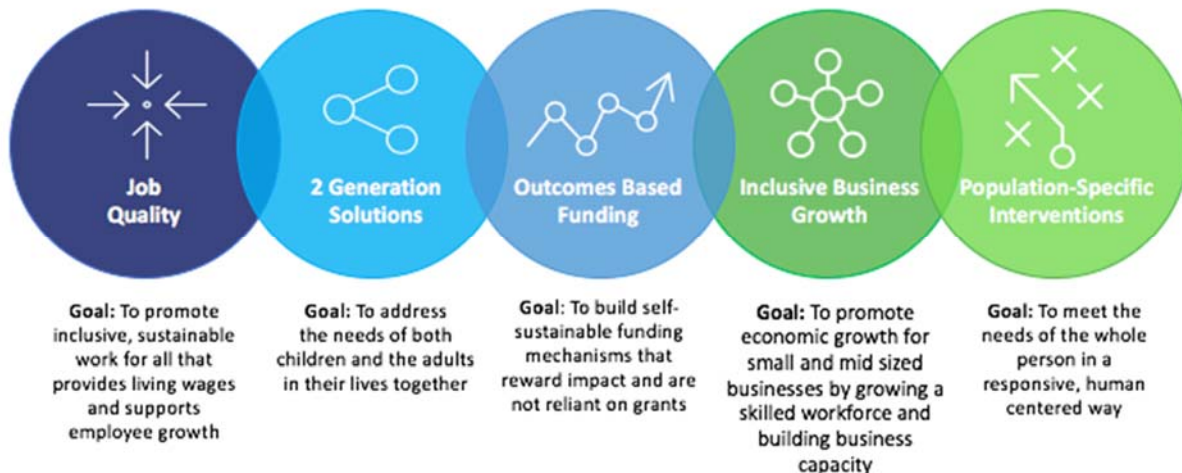 Job
Quality
2 Generation
Solutions
Outcomes Based
Funding
Inclusive Business
Growth
Population-Specific
Interventions
Goal: To promote
inclusive, sustainable
work for all that
provides living wages
and supports
employee growth
Goal: To address
the needs of both
children and the adults
in their lives together
Goal: To build self-
sustainable funding
mechanisms that
reward impact and are
not reliant on grants
Goal: To promote
economic growth for
small and mid sized
businesses by growing a
skilled workforce and
building business
capacity
Goal: To meet the
needs of the whole
person in a
responsive, human
centered way